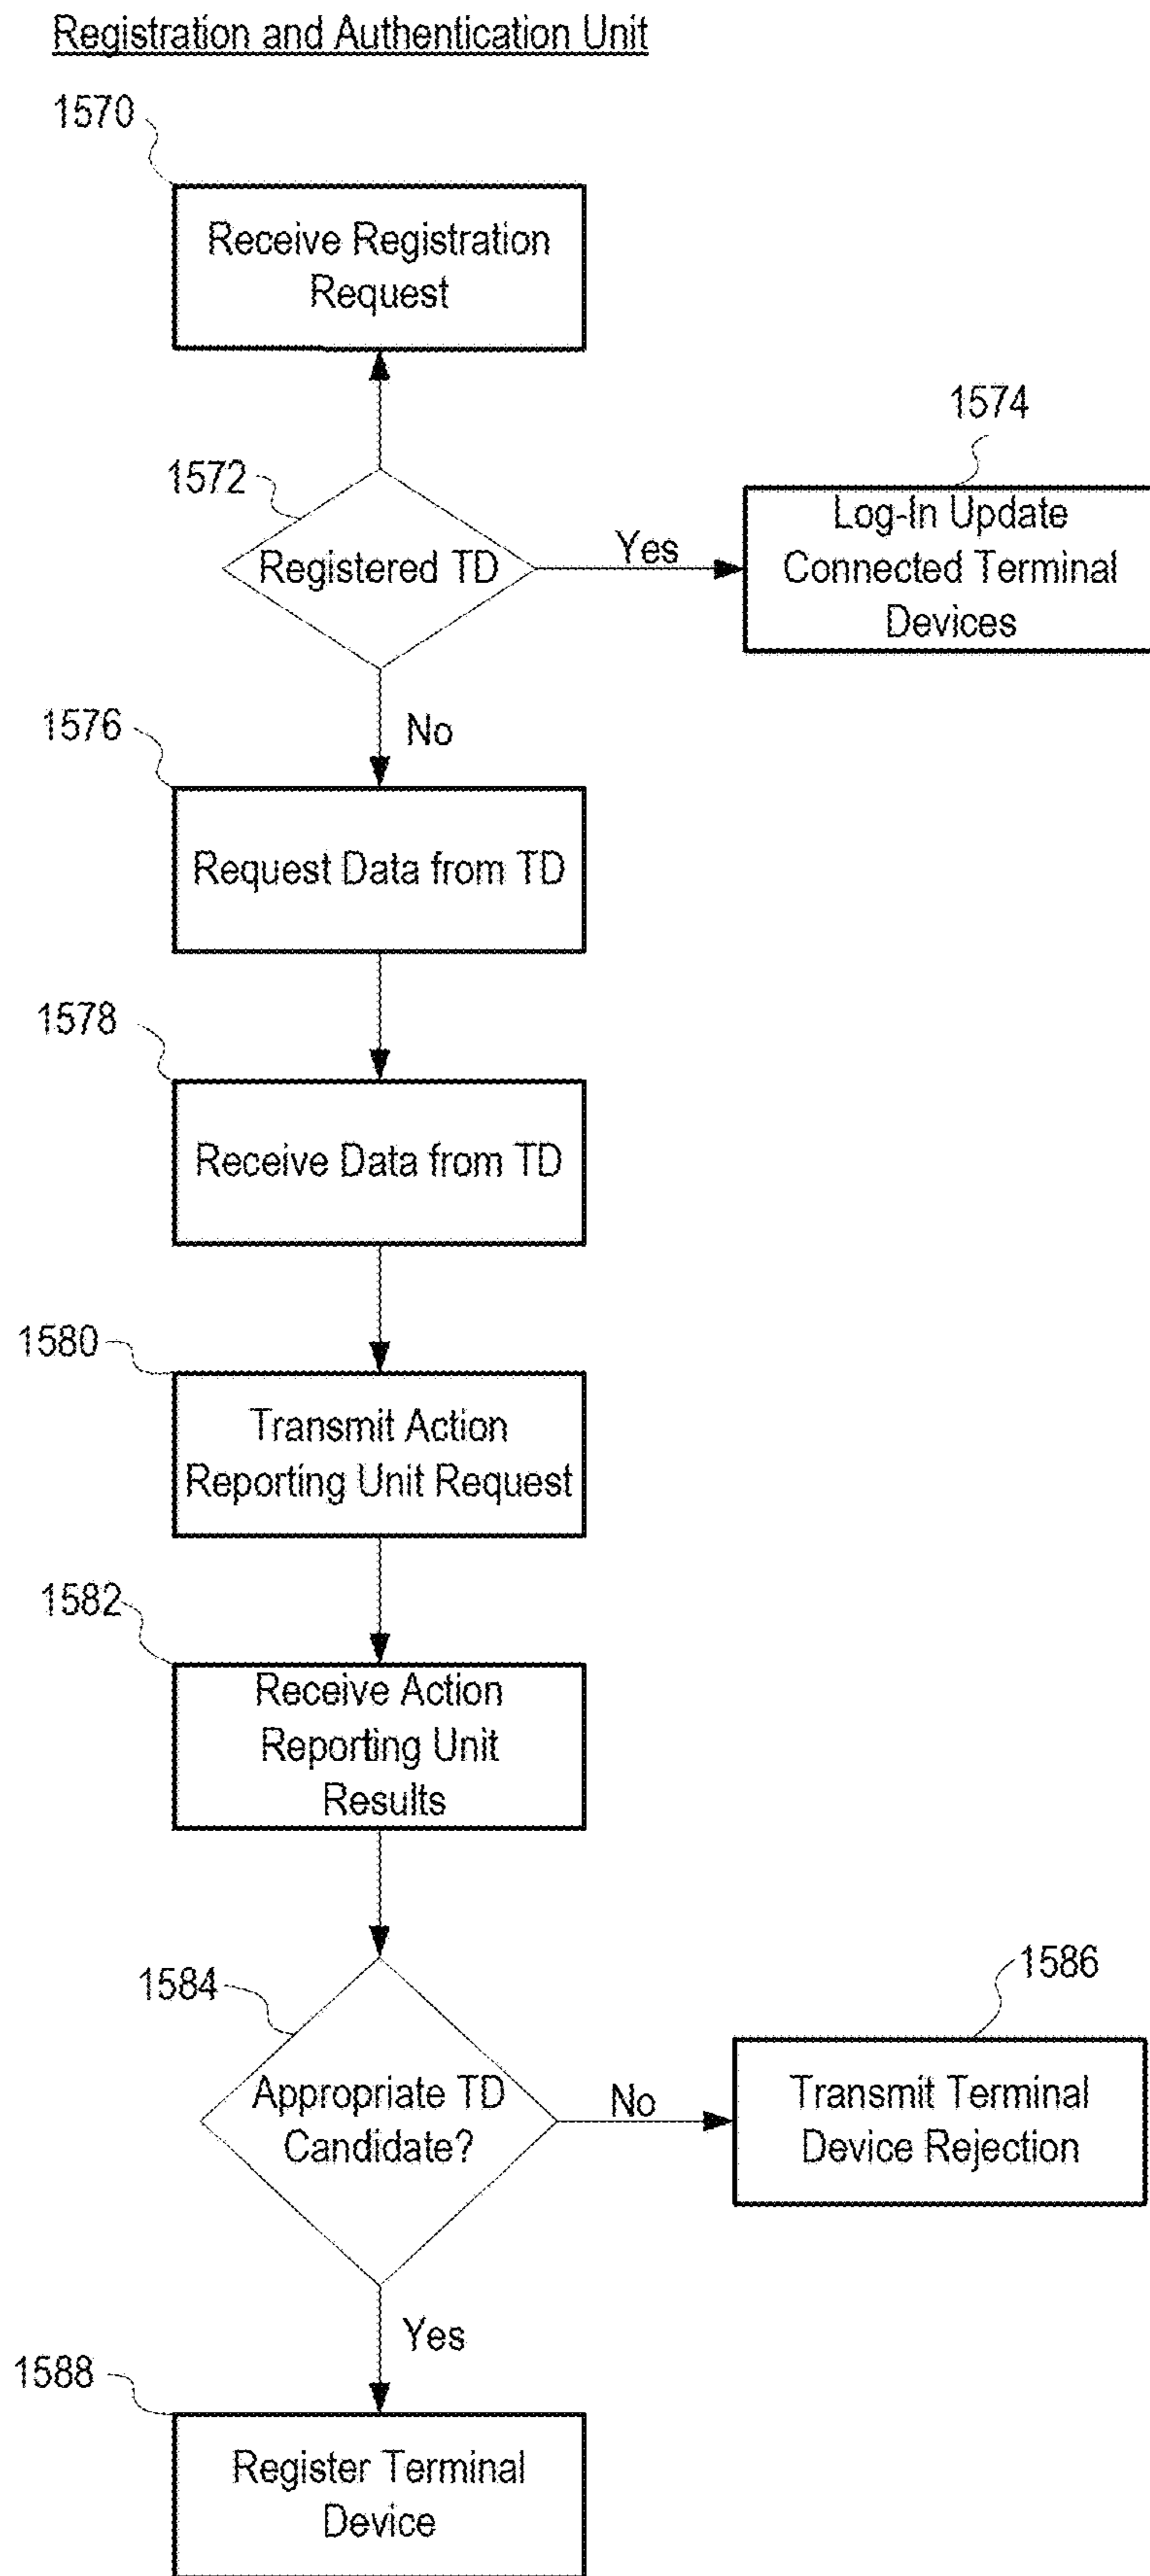 Registration and Authentication Unit
1570
Receive Registration
Request
1574
1572
Log-In Update
Connected Terminal
Devices
Registered TD
Yes
1576
No
Request Data from TD
1578
Receive Data from TD
1580
Transmit Action
Reporting Unit Request
1582
Receive Action
Reporting Unit
Results
1584
1586
Appropriate TD
Candidate?
No
Transmit Terminal
Device Rejection
Yes
1588
Register Terminal
Device